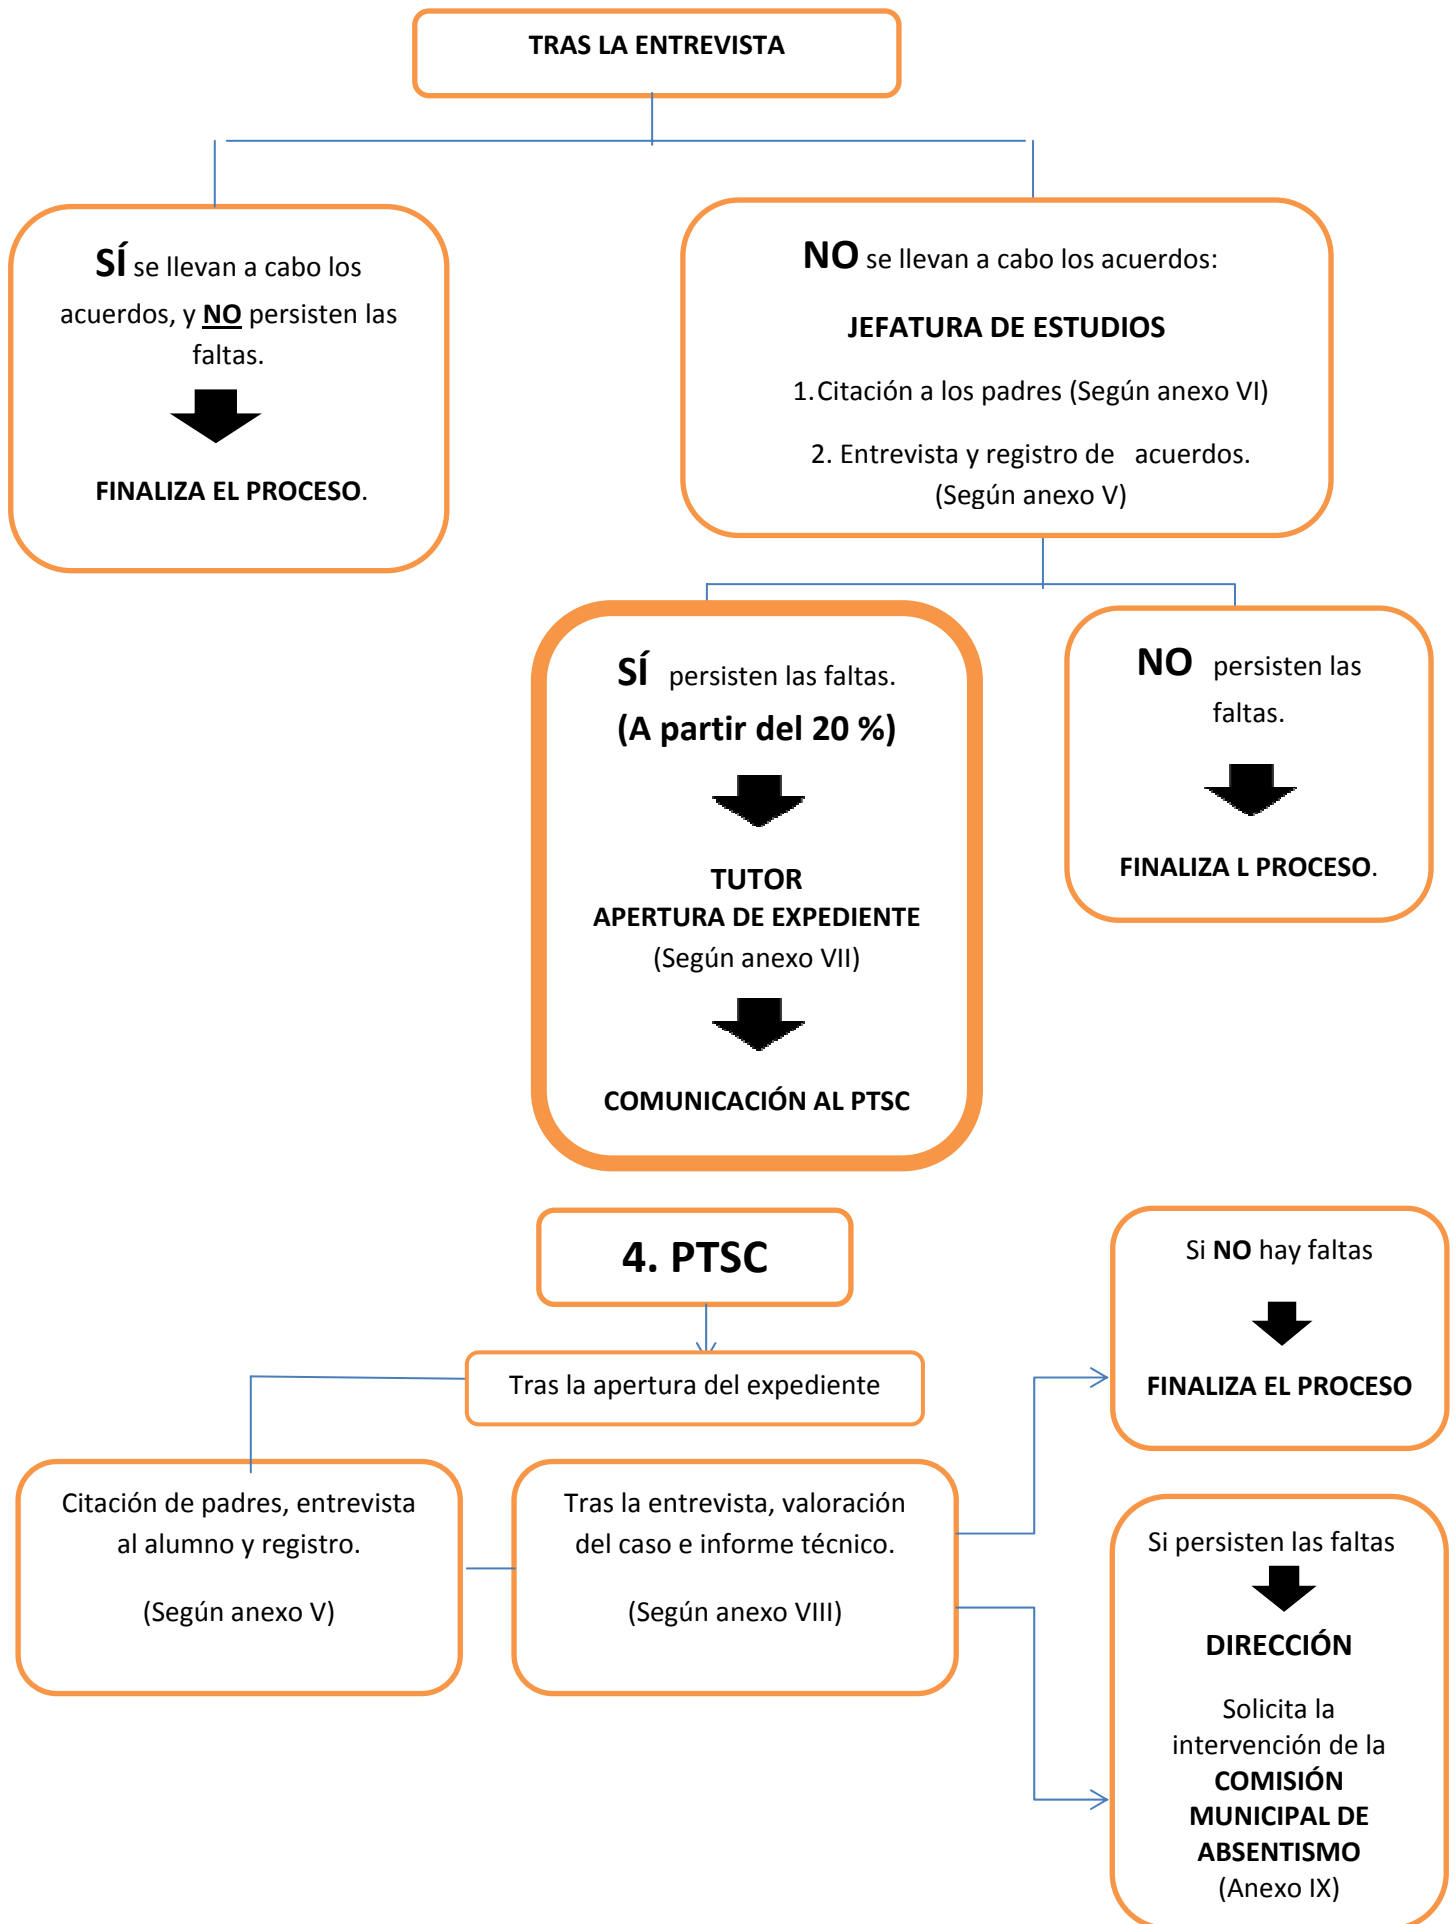 TRAS LA ENTREVISTA
SÍ se llevan a cabo los
acuerdos, y NO persisten las
faltas.
FINALIZA EL PROCESO.
NO se llevan a cabo los acuerdos:
JEFATURA DE ESTUDIOS
1. Citación a los padres (Según anexo VI)
2. Entrevista y registro de acuerdos.
(Según anexo V)
SÍ persisten las faltas.
(A partir del 20 %)
TUTOR
APERTURA DE EXPEDIENTE
(Según anexo VII)
COMUNICACIÓN AL PTSC
NO persisten las
faltas.
FINALIZA L PROCESO.
4. PTSC
Tras la apertura del expediente
Citación de padres, entrevista
al alumno y registro.
(Según anexo V)
Tras la entrevista, valoración
del caso e informe técnico.
(Según anexo VIII)
Si NO hay faltas
FINALIZA EL PROCESO
Si persisten las faltas
DIRECCIÓN
Solicita la
intervención de la
COMISIÓN
MUNICIPAL DE
ABSENTISMO
(Anexo IX)